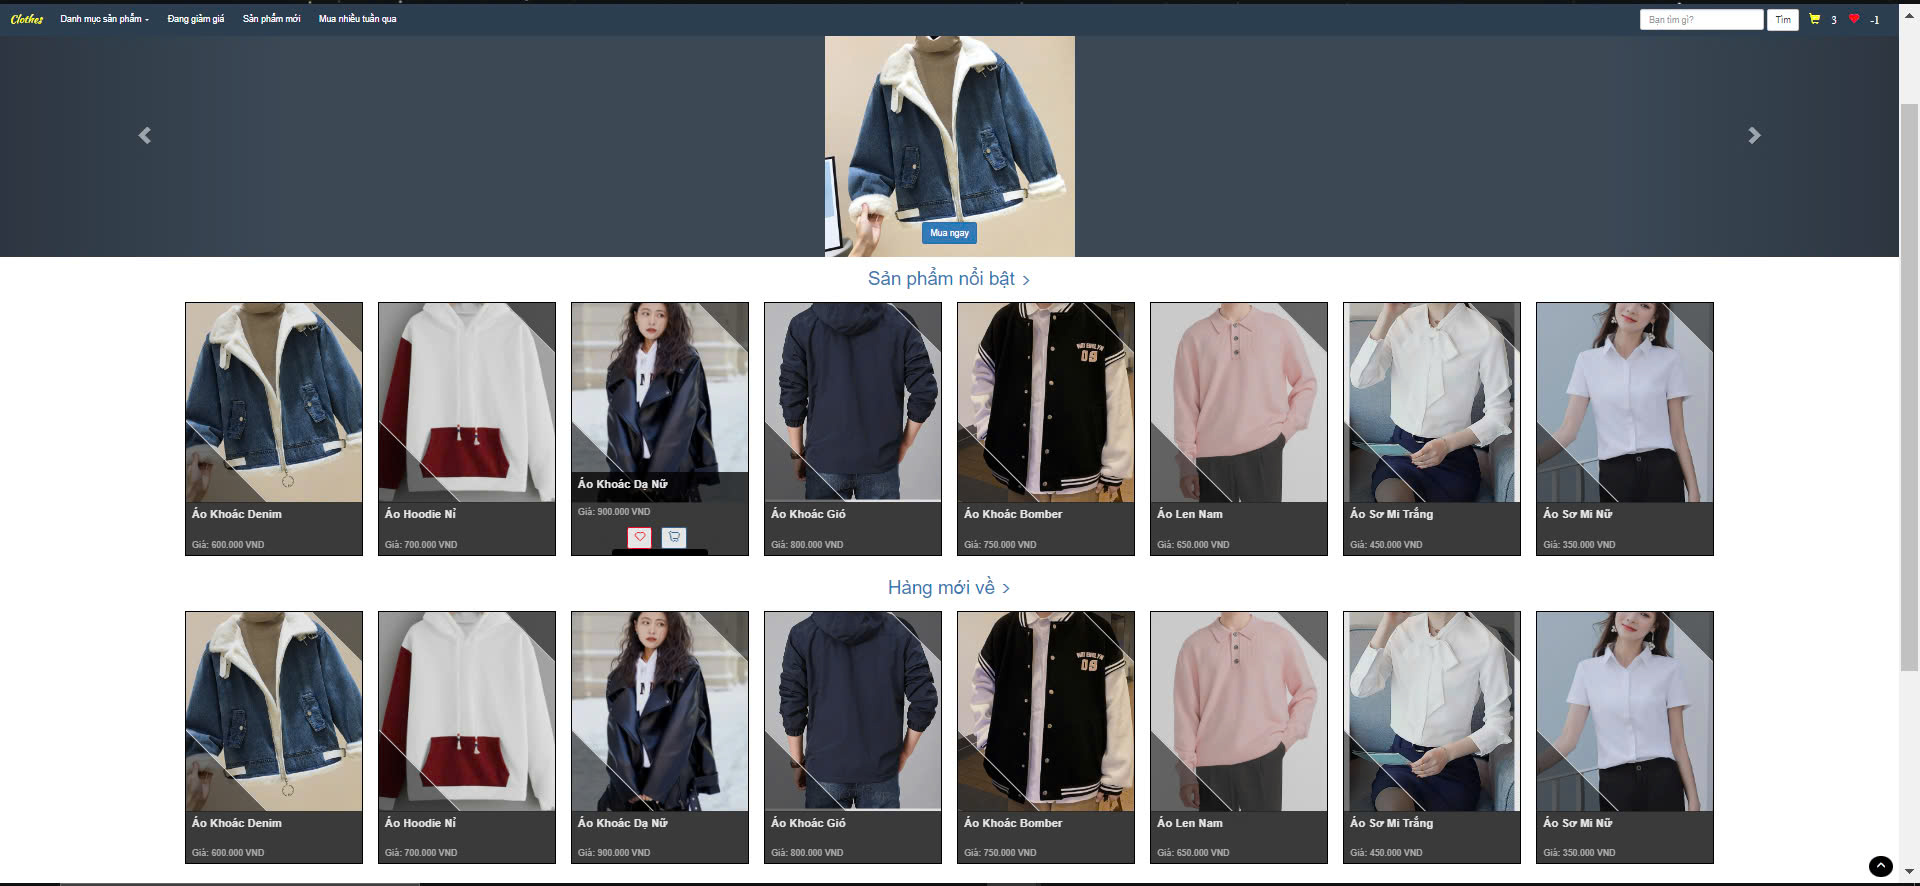 Clothes Danh mục sản phẩm Đang giảm giá Sản phẩm mới Mua nhiều tuần qua Bạn tìm gì? Tìm 3 -1
Mua ngay
Sản phẩm nổi bật >
Áo Khoác Denim
Giá: 600.000 VND
Áo Hoodie Nỉ
Giá: 700.000 VND
Áo Khoác Dạ Nữ
Giá: 900.000 VND
Áo Khoác Gió
Giá: 800.000 VND
09
Áo Khoác Bomber
Giá: 750.000 VND
Áo Len Nam
Giá: 650.000 VND
Áo Sơ Mi Trắng
Giá: 450.000 VND
Áo Sơ Mi Nữ
Giá: 350.000 VND
Hàng mới về >
Áo Khoác Denim
Giá: 600.000 VND
Áo Hoodie Nỉ
Giá: 700.000 VND
Áo Khoác Dạ Nữ
Giá: 900.000 VND
Áo Khoác Gió
Giá: 800.000 VND
09
Áo Khoác Bomber
Giá: 750.000 VND
Áo Len Nam
Giá: 650.000 VND
Áo Sơ Mi Trắng
Giá: 450.000 VND
Áo Sơ Mi Nữ
Giá: 350.000 VND